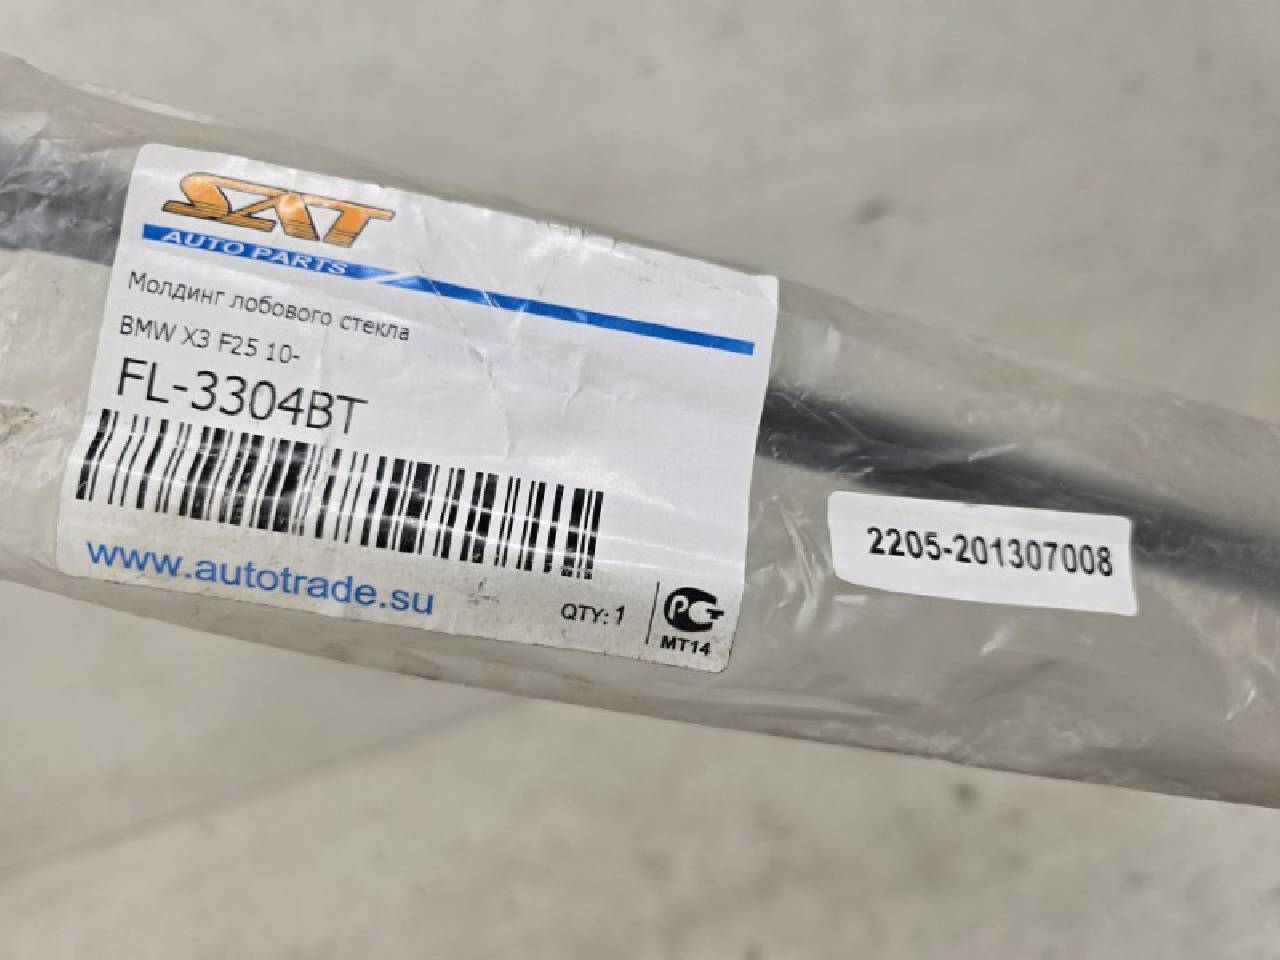 SAT
AUTO PARTS
Молдинг лобового стекла
BMW X3 F25 10-
FL-3304BT
www.autotrade.su
QTY: 1
РСТ
MT14
2205-201307008